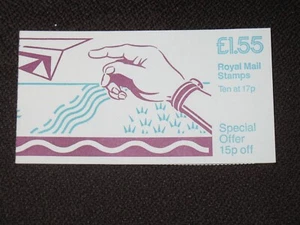 £1.55
Royal Mail
Stamps
Ten at 17p
Special
Offer
15p off